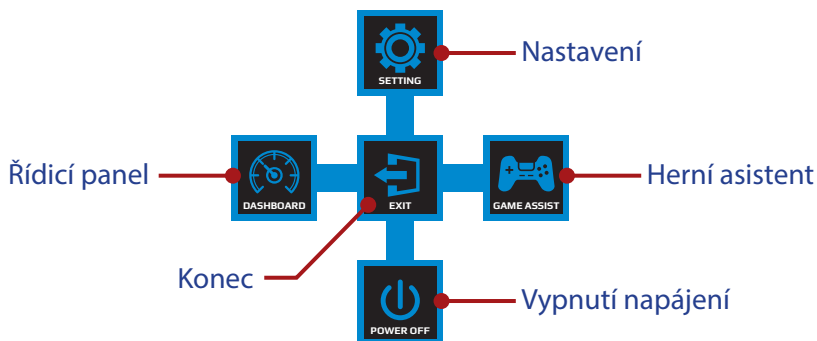 Nastavení
SETTING
Řídicí panel
DASHBOARD
EXIT
GAME ASSIST
Herní asistent
Konec
POWER OFF
Vypnutí napájení